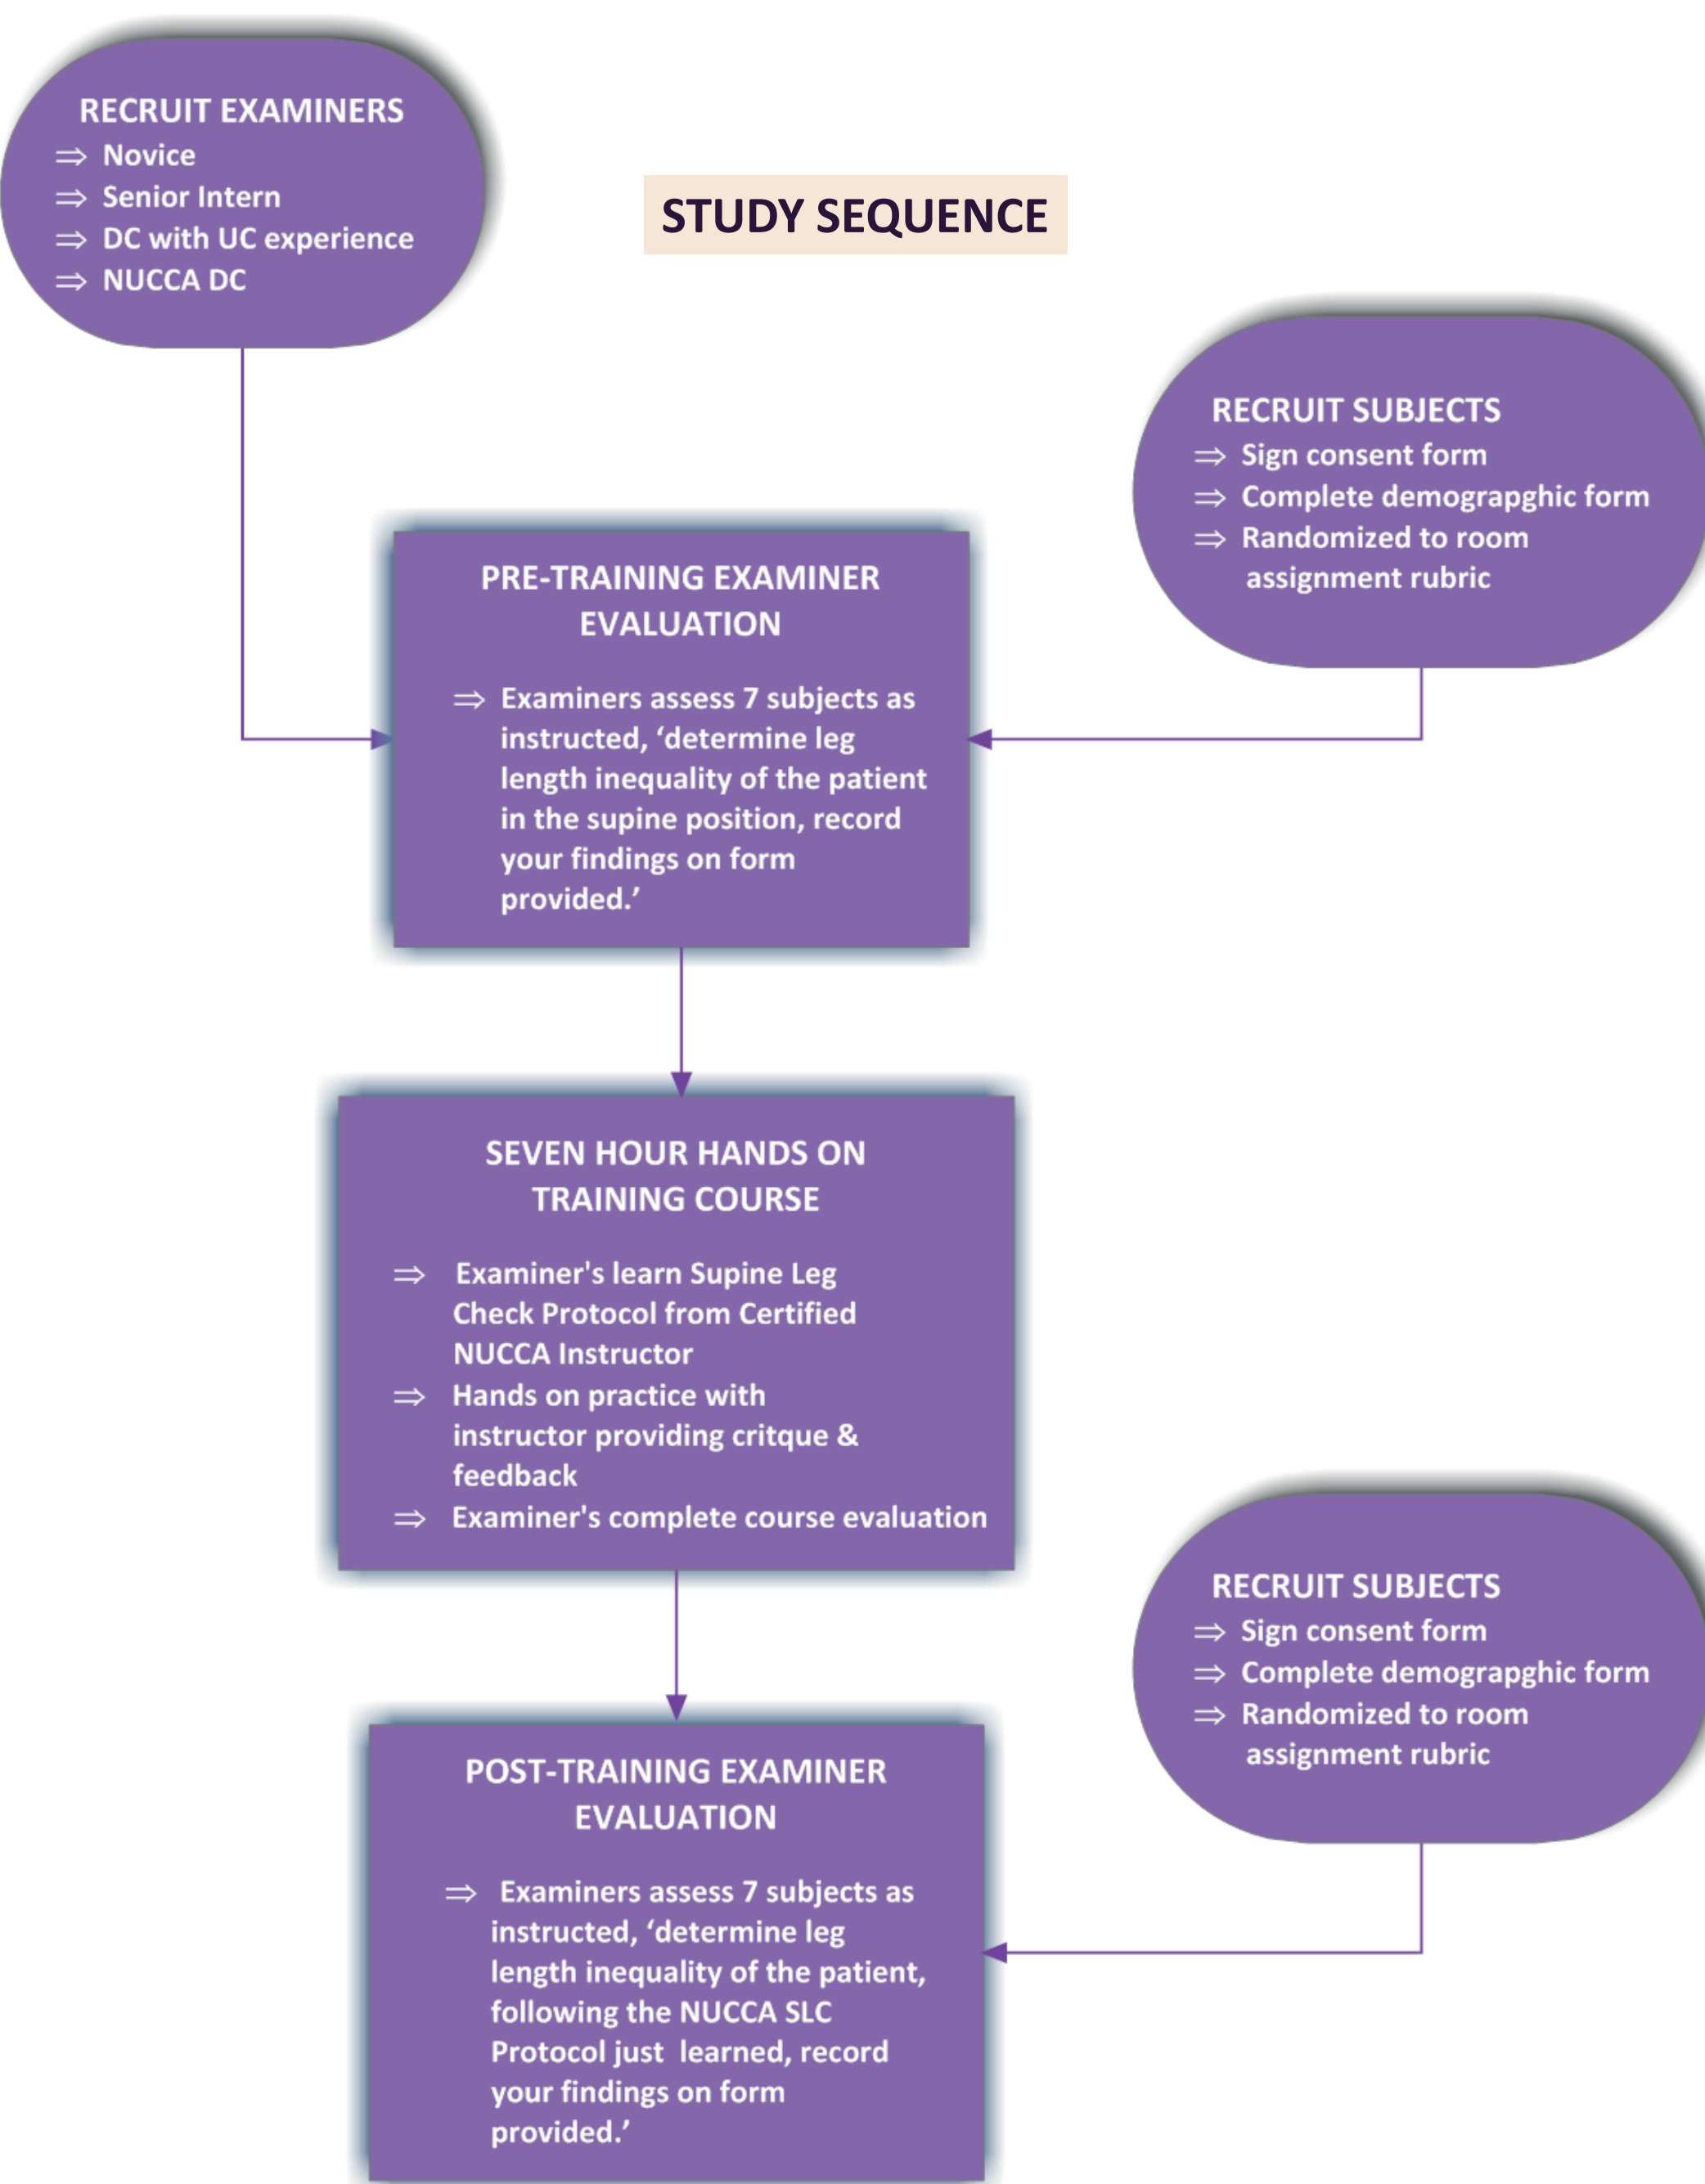 RECRUIT EXAMINERS
⇒ Novice
⇒ Senior Intern
⇒ DC with UC experience
⇒ NUCCA DC
STUDY SEQUENCE
RECRUIT SUBJECTS
⇒ Sign consent form
⇒ Complete demograpghic form
⇒ Randomized to room
assignment rubric
PRE-TRAINING EXAMINER
EVALUATION
⇒ Examiners assess 7 subjects as
instructed, ‘determine leg
length inequality of the patient
in the supine position, record
your findings on form
provided.’
SEVEN HOUR HANDS ON
TRAINING COURSE
⇒ Examiner's learn Supine Leg
Check Protocol from Certified
NUCCA Instructor
⇒ Hands on practice with
instructor providing critque &
feedback
⇒ Examiner's complete course evaluation
RECRUIT SUBJECTS
⇒ Sign consent form
⇒ Complete demograpghic form
⇒ Randomized to room
assignment rubric
POST-TRAINING EXAMINER
EVALUATION
⇒ Examiners assess 7 subjects as
instructed, ‘determine leg
length inequality of the patient,
following the NUCCA SLC
Protocol just learned, record
your findings on form
provided.’